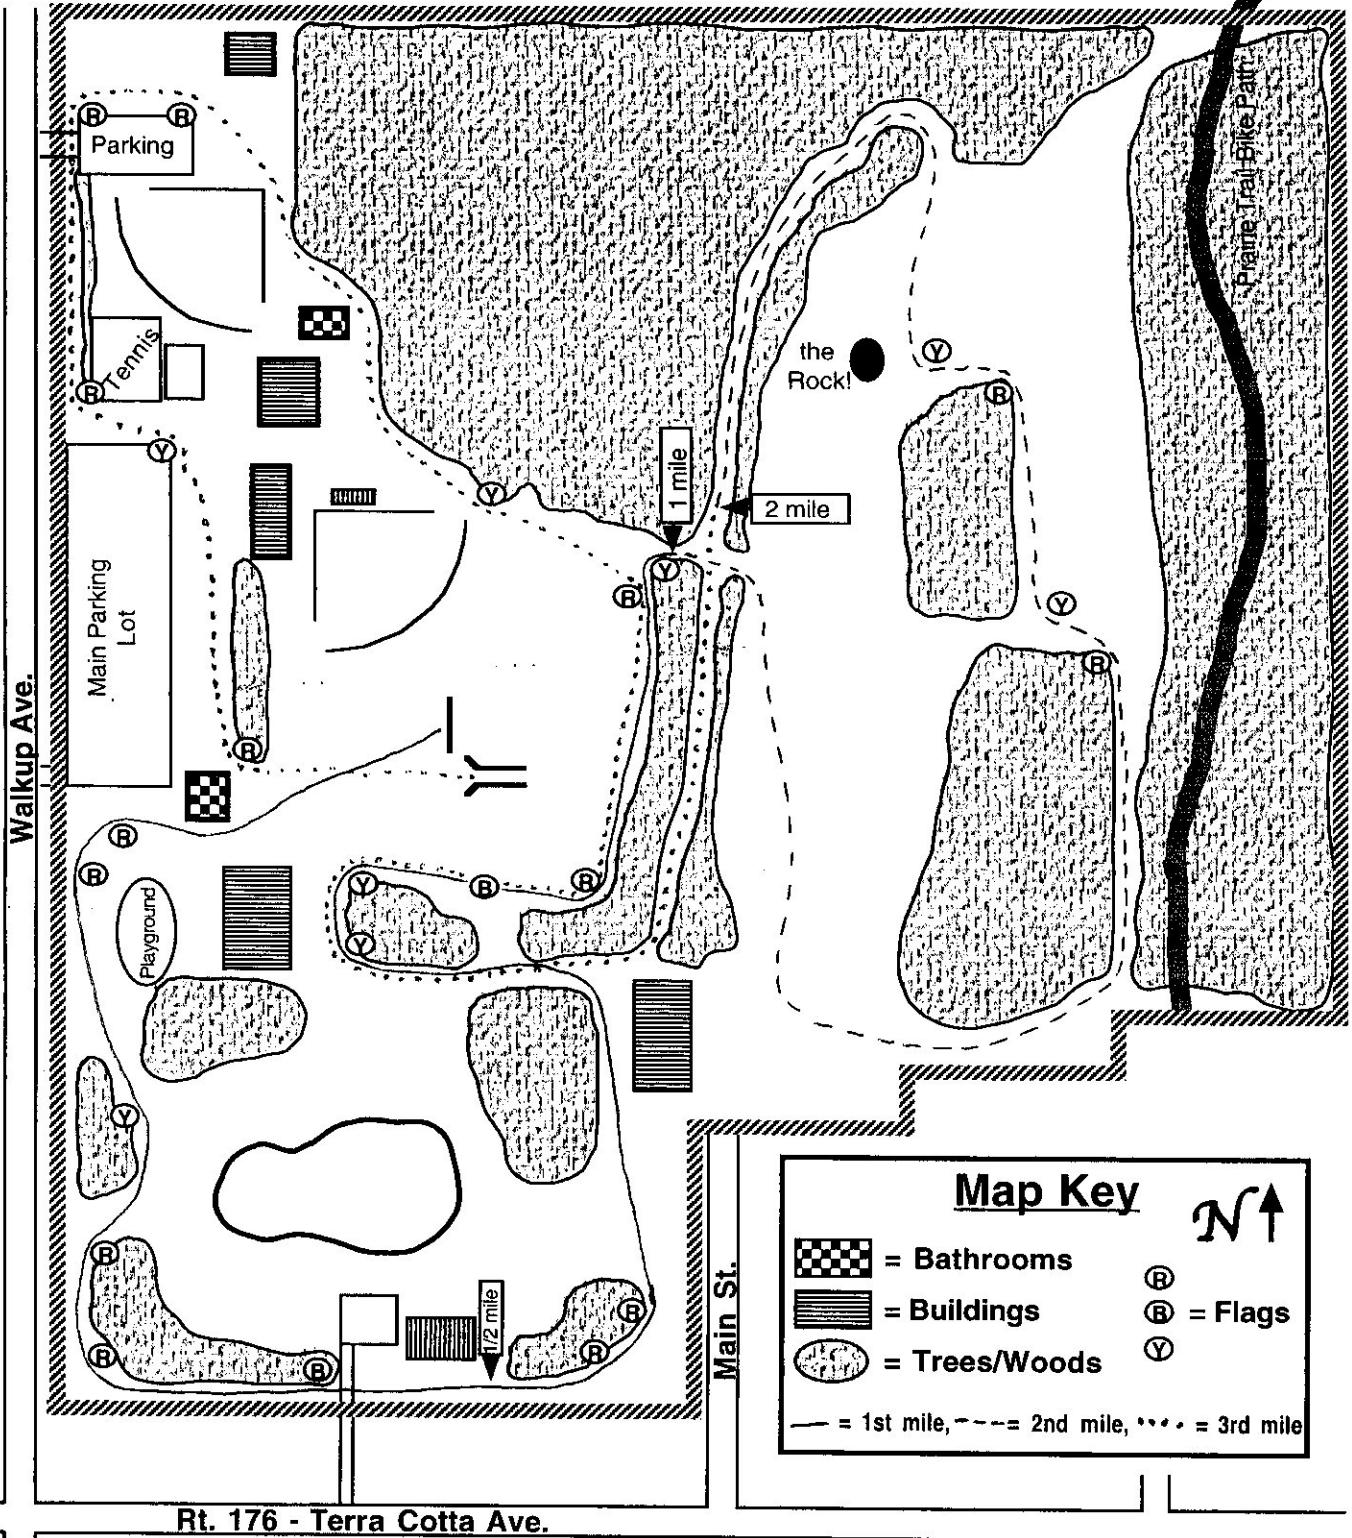 R
R
Parking
Prairie Trail Bike Path
Tennis
R
the
Rock!
Y
R
Y
Y
1 mile
2 mile
Y
R
Y
R
Main Parking
Lot
R
Walkup Ave.
R
R
Playground
Y
B
R
Y
Y
R
R
R
1/2 mile
R
R
Main St.
Map Key
N
= Bathrooms
= Buildings
= Trees/Woods
R
B
Y
= Flags
= 1st mile, = 2nd mile, = 3rd mile
Rt. 176 - Terra Cotta Ave.